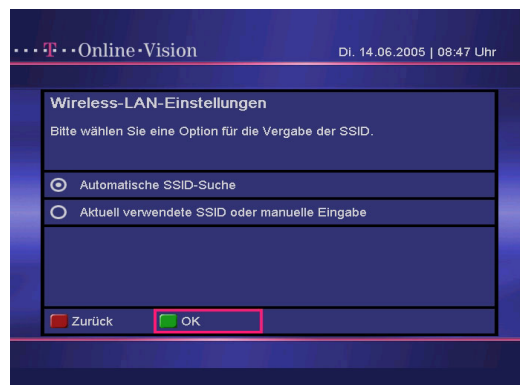 ····T··Online·Vision
Di. 14.06.2005 | 08:47 Uhr
Wireless-LAN-Einstellungen
Bitte wählen Sie eine Option für die Vergabe der SSID.
Automatische SSID-Suche
Aktuell verwendete SSID oder manuelle Eingabe
Zurück OK